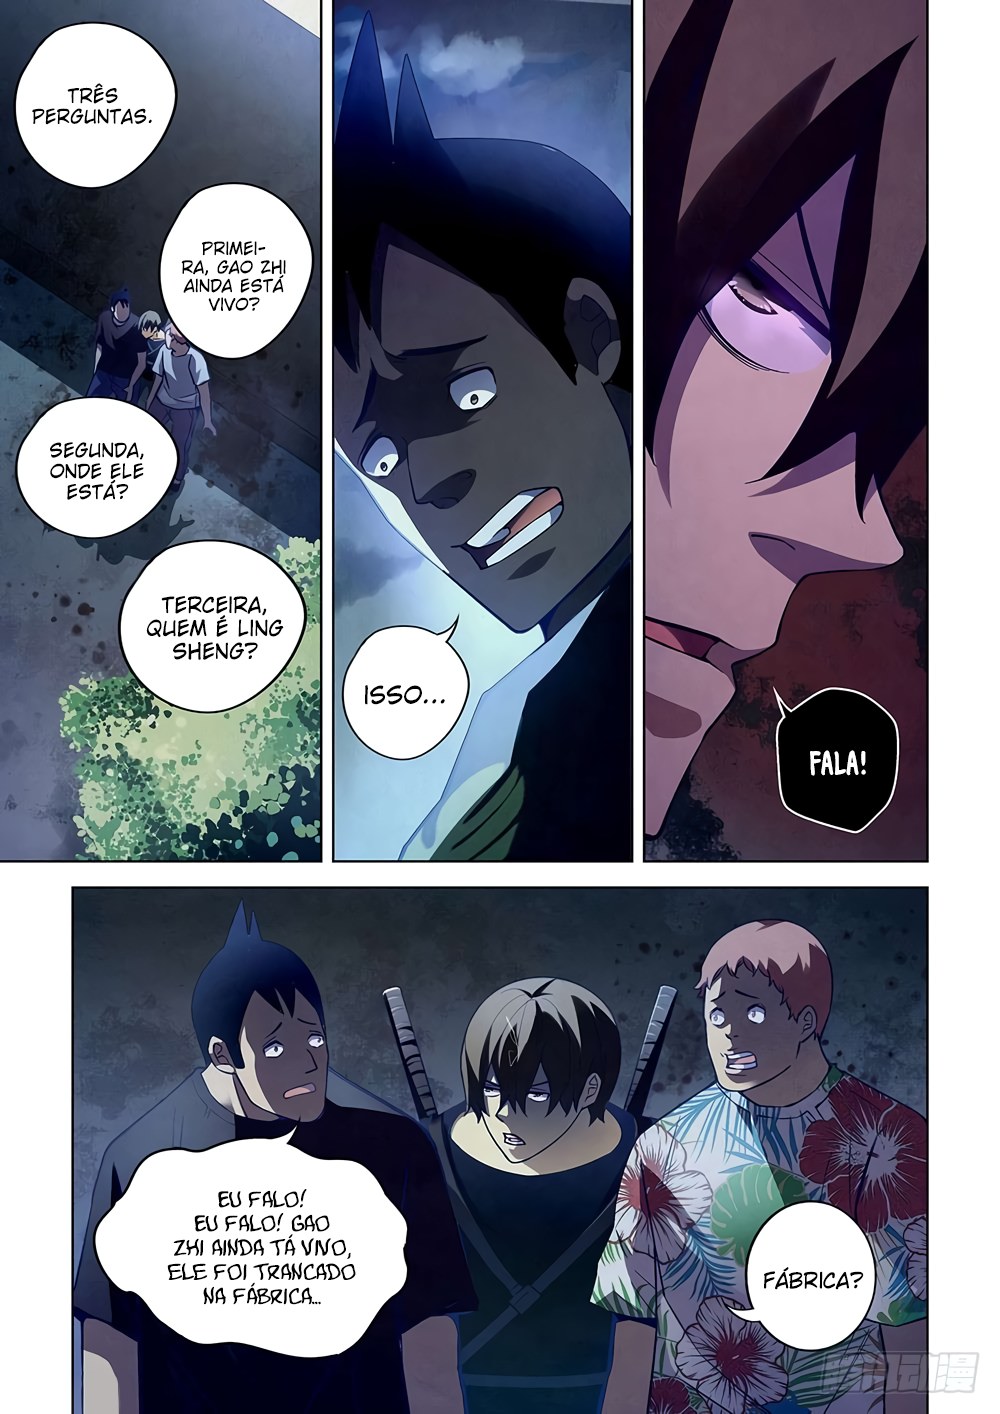 TRÊS
PERGUNTAS.
PRIMEI-
RA, GAO ZHI
AINDA ESTÁ
VIVO?
SEGUNDA,
ONDE ELE
ESTÁ?
TERCEIRA,
QUEM É LING
SHENG?
ISSO...
FALA!
EU FALO!
EU FALO! GAO
ZHI AINDA TÁ VIVO,
ELE FOI TRANCADO
NA FÁBRICA...
FÁBRICA?